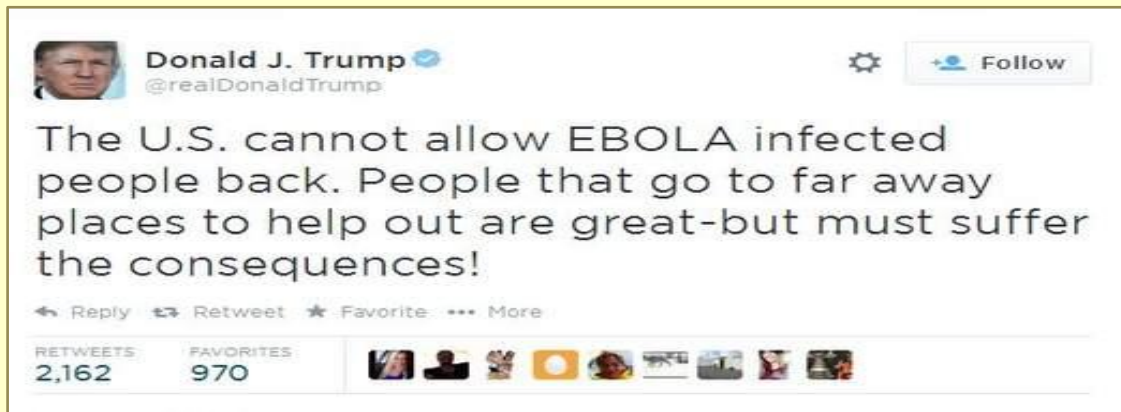 Donald J. Trump
@realDonaldTrump
Follow
The U.S. cannot allow EBOLA infected
people back. People that go to far away
places to help out are great-but must suffer
the consequences!
Reply Retweet Favorite ••• More
RETWEETS FAVORITES
2,162 970